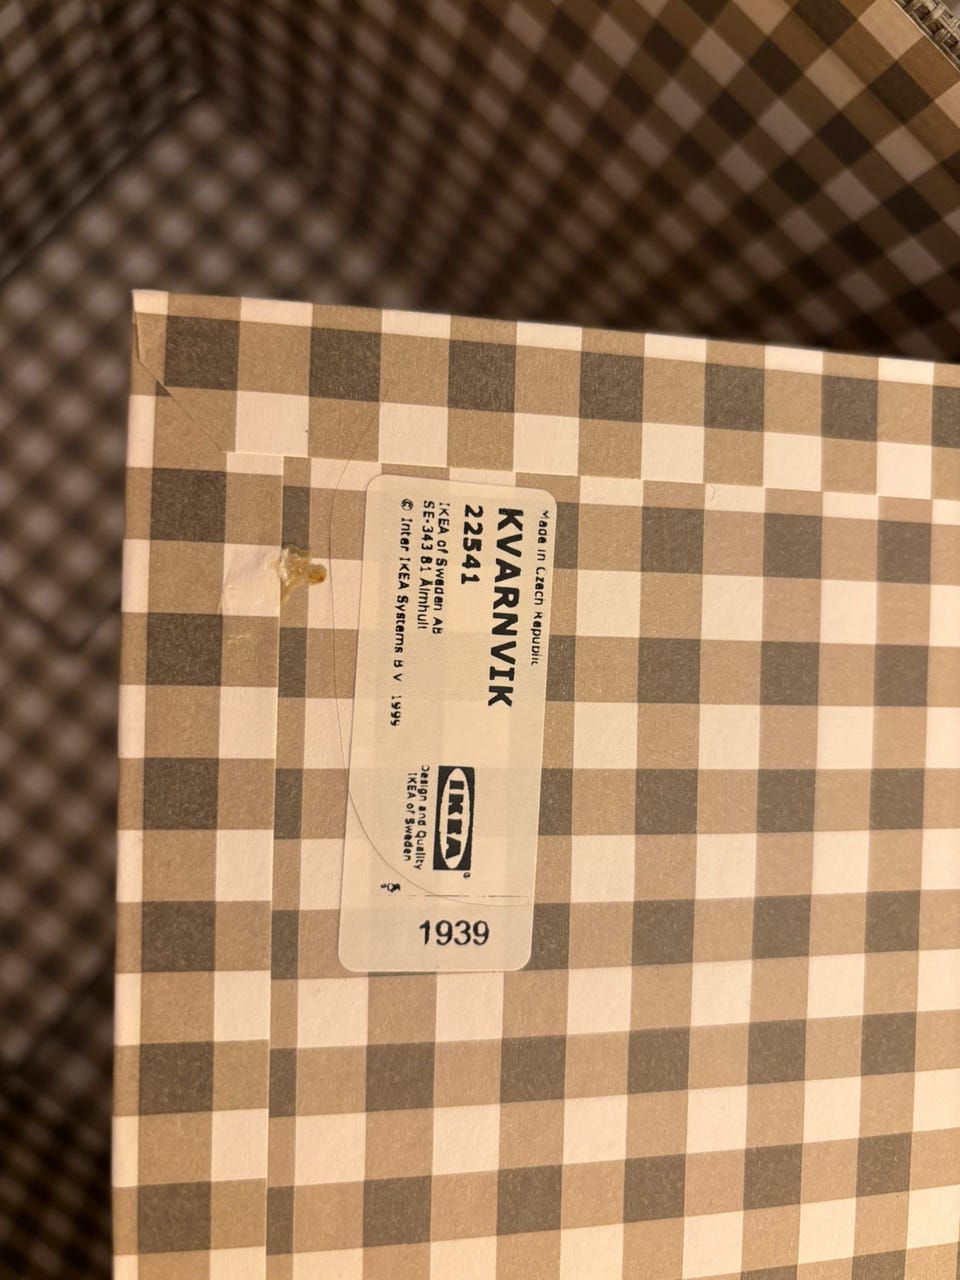 Made in Czech Republic
KVARNVIK
22541
IKEA of Sweden AB
SE-343 81 Älmhult
© Inter IKEA Systems B V 1999
IKEA®
Design and Quality
IKEA of Sweden
1939